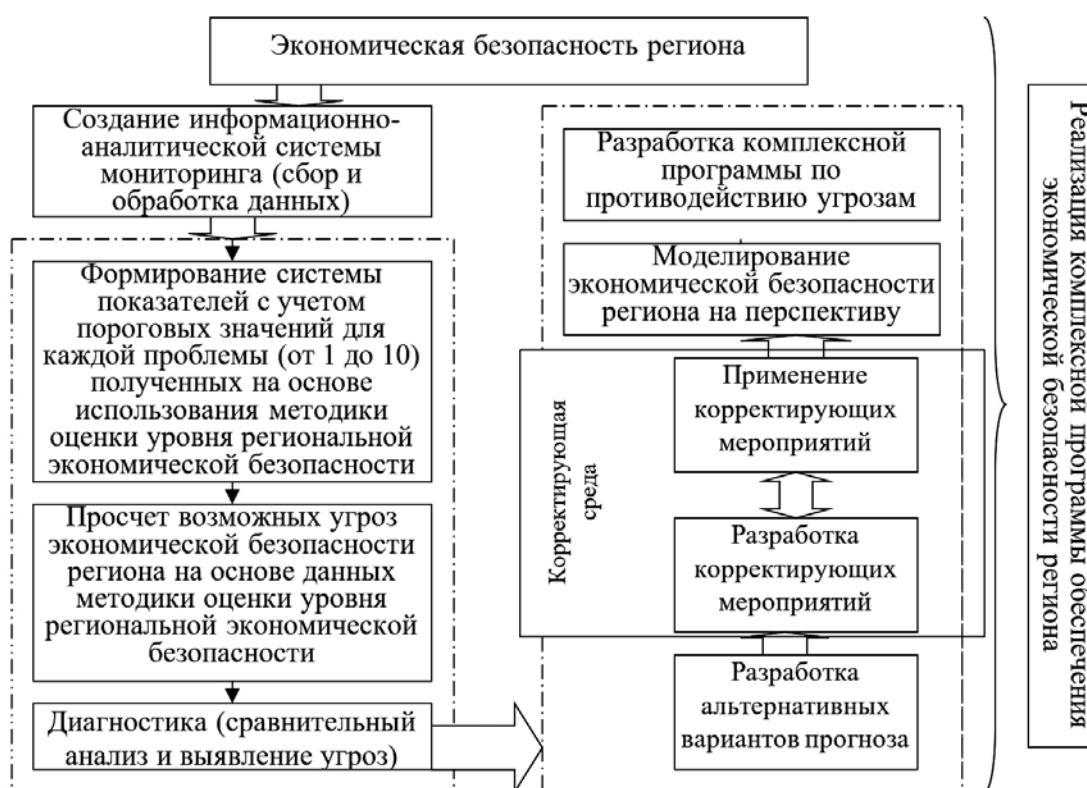 Экономическая безопасность региона
Создание информационно-
аналитической системы
мониторинга (сбор и
обработка данных)
Формирование системы
показателей с учетом
пороговых значений для
каждой проблемы (от 1 до 10)
полученных на основе
использования методики
оценки уровня региональной
экономической безопасности
Просчет возможных угроз
экономической безопасности
региона на основе данных
методики оценки уровня
региональной экономической
безопасности
Диагностика (сравнительный
анализ и выявление угроз)
Разработка комплексной
программы по
противодействию угрозам
Моделирование
экономической безопасности
региона на перспективу
Корректирующая
среда
Применение
корректирующих
мероприятий
Разработка
корректирующих
мероприятий
Разработка
альтернативных
вариантов прогноза
Реализация комплексной программы обеспечения
экономической безопасности региона